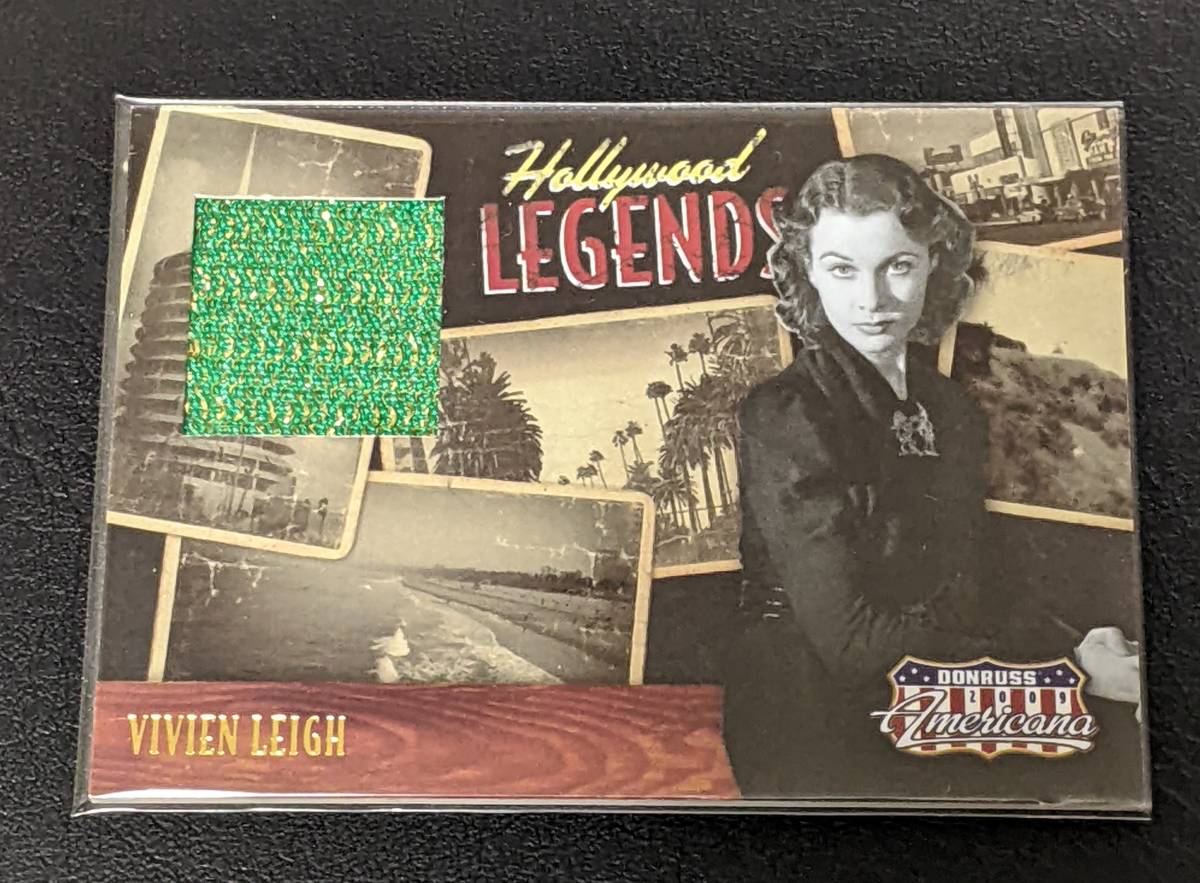 Hollywood
LEGENDS
VIVIEN LEIGH
DONRUSS
2009
Americana